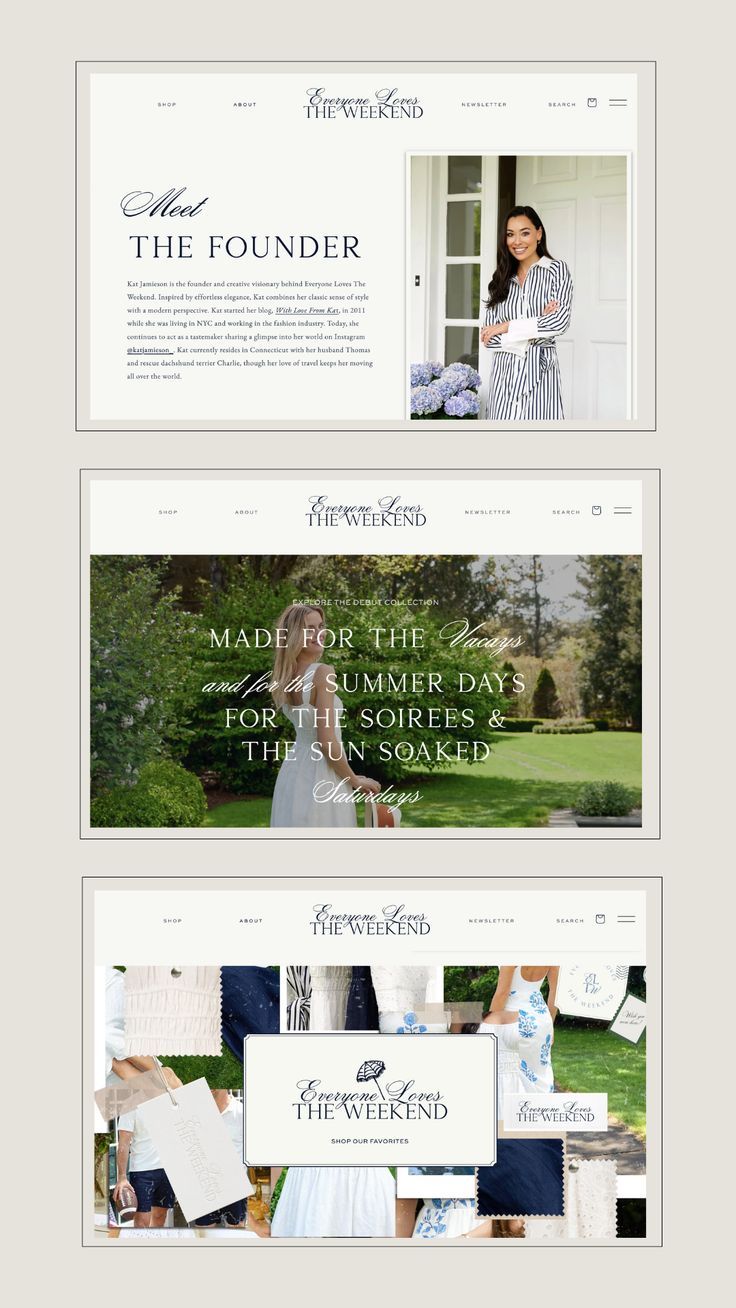 SHOP
ABOUT
Everyone Loves
THE WEEKEND
NEWSLETTER
SEARCH
Meet
THE FOUNDER
Kat Jamieson is the founder and creative visionary behind Everyone Loves The
Weekend. Inspired by effortless elegance, Kat combines her classic sense of style
with a modern perspective. Kat started her blog, With Love From Kat, in 2011
while she was living in NYC and working in the fashion industry. Today, she
continues to act as a tastemaker sharing a glimpse into her world on Instagram
@katjamieson_. Kat currently resides in Connecticut with her husband Thomas
and rescue dachshund terrier Charlie, though her love of travel keeps her moving
all over the world.
SHOP
ABOUT
Everyone Loves
THE WEEKEND
NEWSLETTER
SEARCH
EXPLORE THE DEBUT COLLECTION
MADE FOR THE Vacays
and for the SUMMER DAYS
FOR THE SOIREES &
THE SUN SOAKED
Saturdays
SHOP
ABOUT
Everyone Loves
THE WEEKEND
NEWSLETTER
SEARCH
THE WEEKEND
Wish you
were here!
Everyone Loves
THE WEEKEND
SHOP OUR FAVORITES
Everyone Loves
THE WEEKEND
Everyone Loves
THE WEEKEND